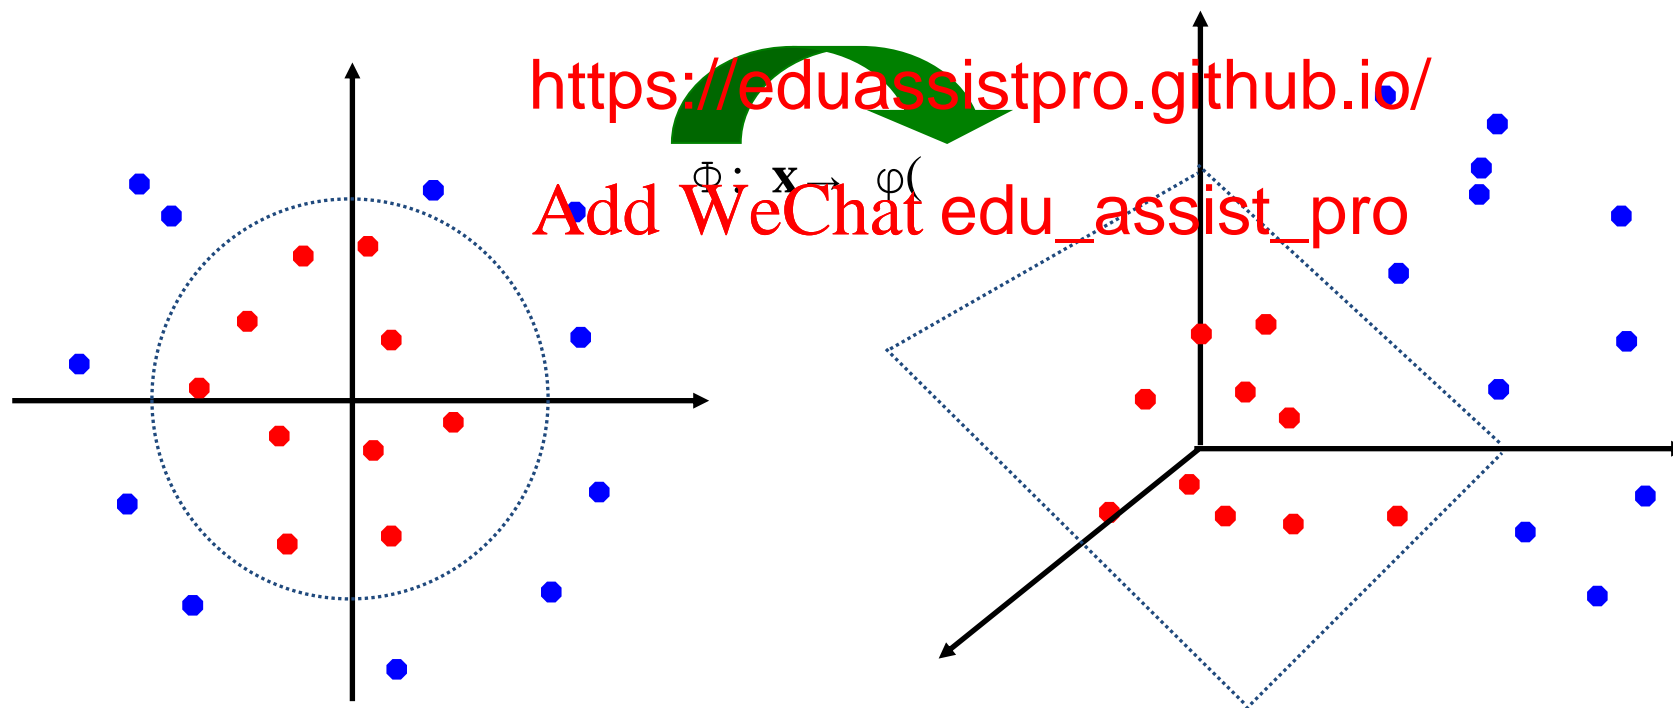 https://eduassistpro.github.io/
Φ: x→ φ(
Add WeChat edu_assist_pro